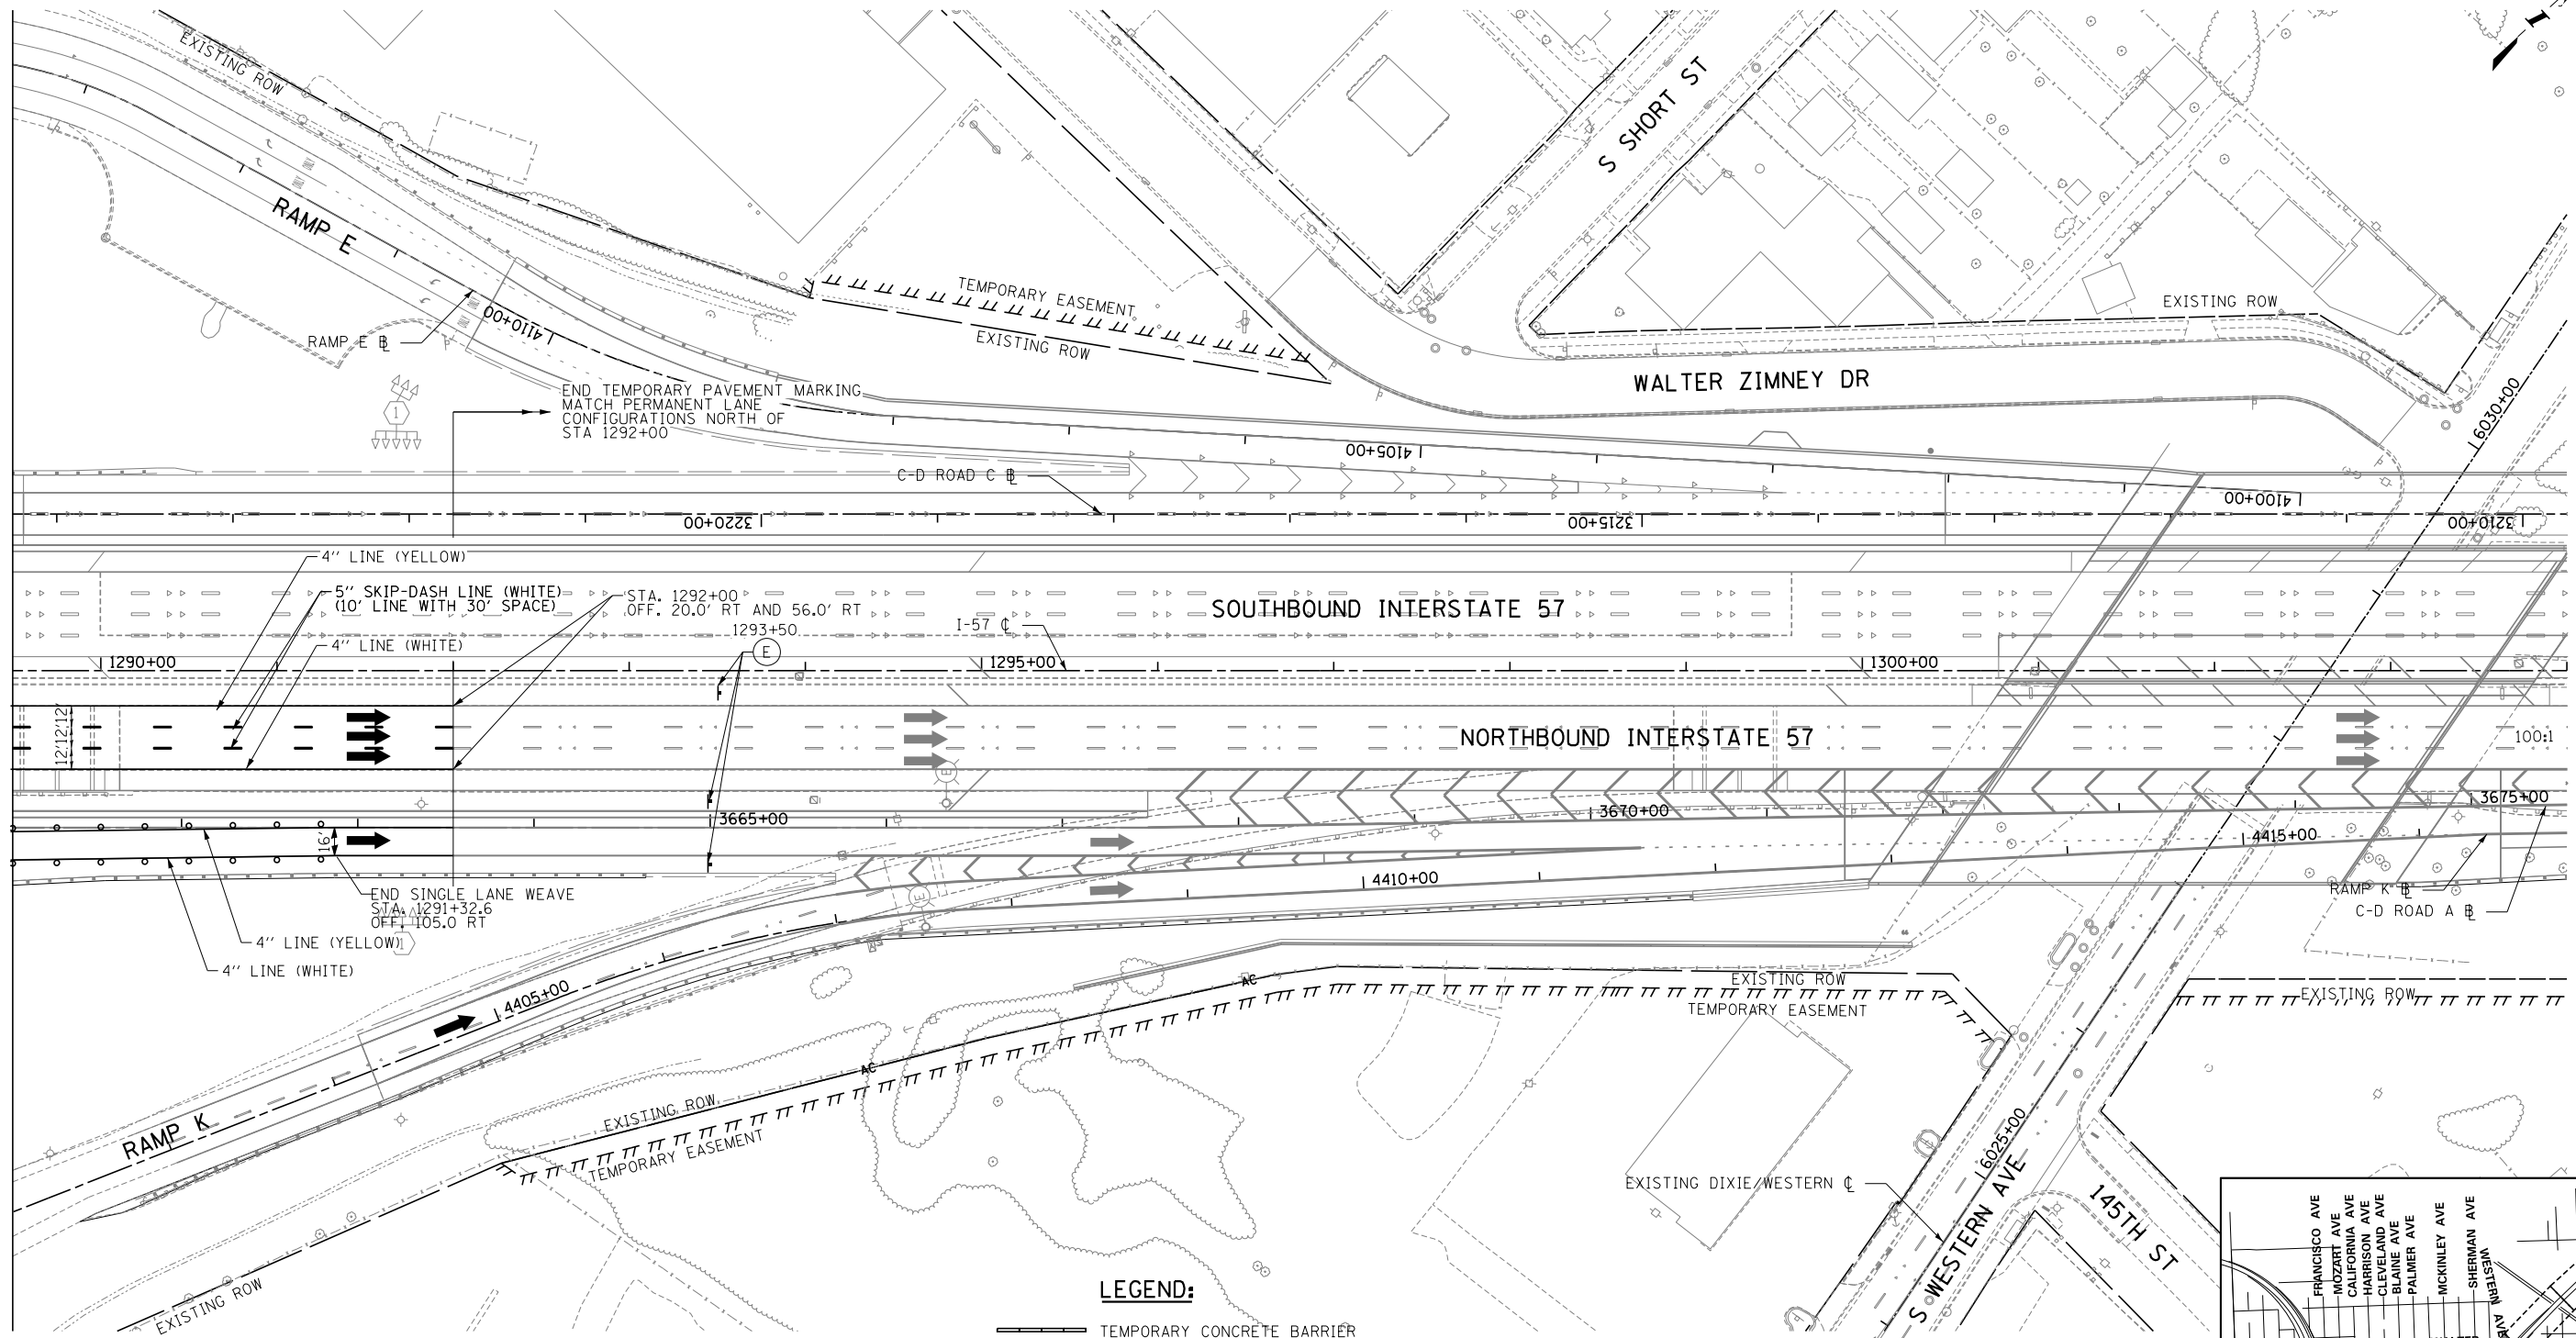 EXISTING ROW
S SHORT ST
RAMP E
TEMPORARY EASEMENT
EXISTING ROW
EXISTING ROW
4110+00
RAMP E ⅊
WALTER ZIMNEY DR
6030+00
END TEMPORARY PAVEMENT MARKING
MATCH PERMANENT LANE
CONFIGURATIONS NORTH OF
STA 1292+00
1
4105+00
C-D ROAD C ⅊
4100+00
3220+00
3215+00
3210+00
4'' LINE (YELLOW)
5'' SKIP-DASH LINE (WHITE)
(10' LINE WITH 30' SPACE)
STA. 1292+00
OFF. 20.0' RT AND 56.0' RT
SOUTHBOUND INTERSTATE 57
1293+50
E
I-57 ℄
4'' LINE (WHITE)
1290+00
1295+00
1300+00
12' 12' 12'
NORTHBOUND INTERSTATE 57
100:1
E
3665+00
3670+00
3675+00
16'
4415+00
4410+00
END SINGLE LANE WEAVE
STA. 1291+32.6
OFF. 105.0 RT
1
E
RAMP K ⅊
C-D ROAD A ⅊
4'' LINE (YELLOW)
4'' LINE (WHITE)
4405+00
AC
EXISTING ROW
TEMPORARY EASEMENT
EXISTING ROW
AC
RAMP K
EXISTING ROW
TEMPORARY EASEMENT
6025+00
EXISTING DIXIE/WESTERN ℄
S WESTERN AVE
145TH ST
EXISTING ROW
FRANCISCO AVE
MOZART AVE
CALIFORNIA AVE
HARRISON AVE
CLEVELAND AVE
BLAINE AVE
PALMER AVE
MCKINLEY AVE
SHERMAN AVE
WESTERN AVE
LEGEND:
TEMPORARY CONCRETE BARRIER